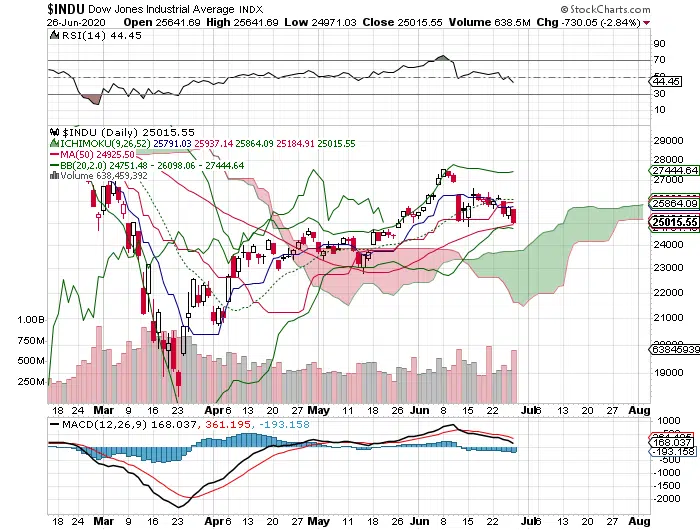 $INDU Dow Jones Industrial Average INDX
© StockCharts.com
26-Jun-2020 Open 25641.69 High 25641.69 Low 24971.03 Close 25015.55 Volume 638.5M Chg -730.05 (-2.84%)
RSI(14) 44.45
90
70
50
44.45
30
10
$INDU (Daily) 25015.55
ICHIMOKU(9,26,52) 25791.03 25937.14 25864.09 25184.91 25015.55
MA(50) 24925.50
BB(20,2.0) 24751.48 - 26098.06 - 27444.64
Volume 638,459,392
29000
28000
27444.64
27000
25864.09
25015.55
24000
23000
22000
21000
63845939
19000
1.00B
750M
500M
250M
18 24 Mar 9 16 23 Apr 6 13 20 27 May 11 18 26 Jun 8 15 22 Jul 6 13 20 27 Aug
MACD(12,26,9) 168.037, 361.195, -193.158
1000
361.195
168.037
-193.158
-500
-1000
-1500
-2000
18 24 Mar 9 16 23 Apr 6 13 20 27 May 11 18 26 Jun 8 15 22 Jul 6 13 20 27 Aug